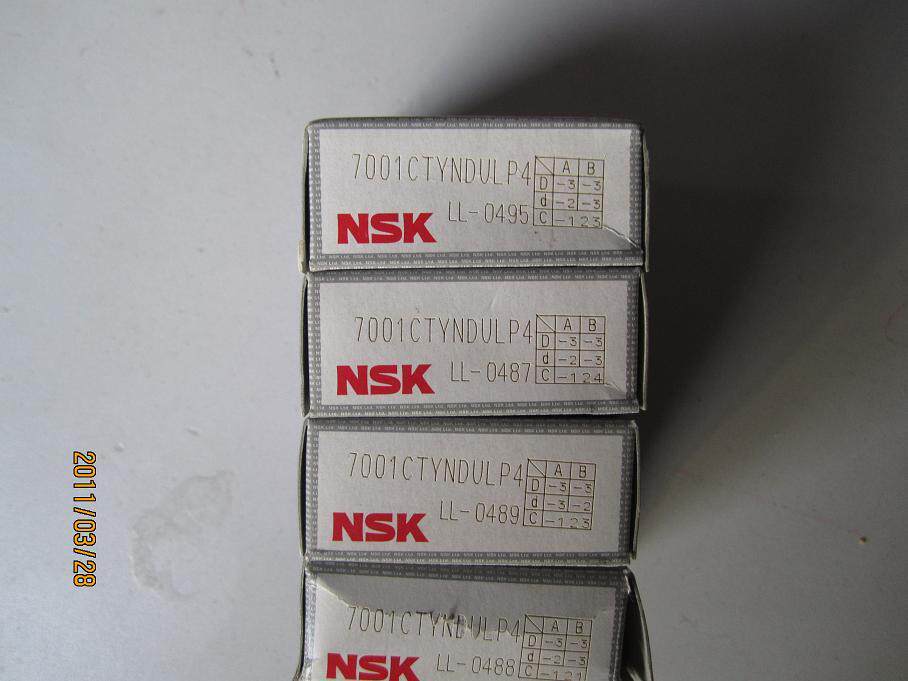 7001CTYNDULP4
A B
D -3 -3
d -2 -3
C -123
LL-0495
NSK
7001CTYNDULP4
A B
D -3 -3
d -2 -3
C -124
LL-0487
NSK
7001CTYNDULP4
A B
D -3 -3
d -3 -2
C -123
LL-0489
NSK
7001CTYNDULP4
A B
D -3 -3
d -2 -3
C -121
LL-0488
NSK
2011/03/28